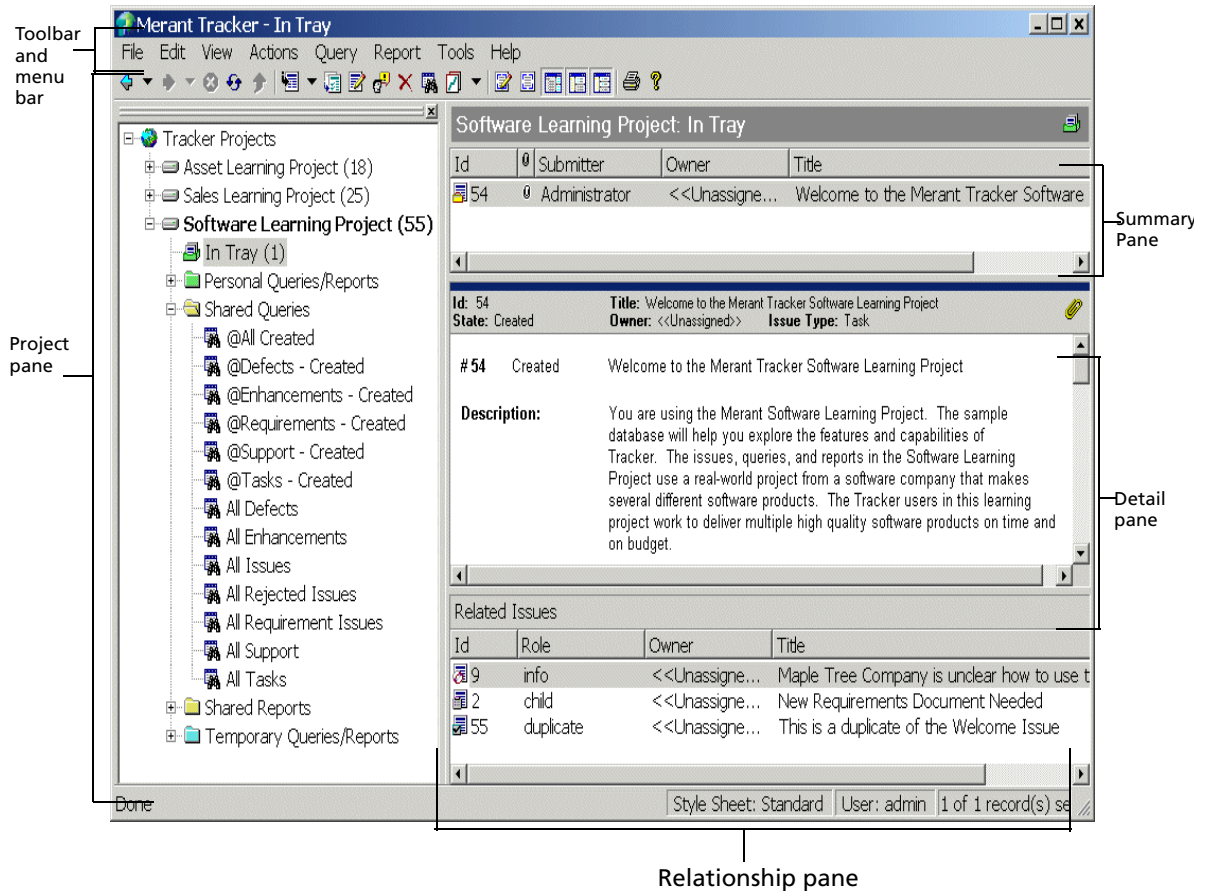 Toolbar
and
menu
bar
Merant Tracker - In Tray
File Edit View Actions Query Report Tools Help
Project
pane
Tracker Projects
Asset Learning Project (18)
Sales Learning Project (25)
Software Learning Project (55)
In Tray (1)
Personal Queries/Reports
Shared Queries
@All Created
@Defects - Created
@Enhancements - Created
@Requirements - Created
@Support - Created
@Tasks - Created
All Defects
All Enhancements
All Issues
All Rejected Issues
All Requirement Issues
All Support
All Tasks
Shared Reports
Temporary Queries/Reports
Software Learning Project: In Tray
Id Submitter Owner Title
54 Administrator <<Unassigne... Welcome to the Merant Tracker Software
Summary
Pane
Id: 54 Title: Welcome to the Merant Tracker Software Learning Project
State: Created Owner: <<Unassigned>> Issue Type: Task
# 54 Created Welcome to the Merant Tracker Software Learning Project
Description: You are using the Merant Software Learning Project. The sample
database will help you explore the features and capabilities of
Tracker. The issues, queries, and reports in the Software Learning
Project use a real-world project from a software company that makes
several different software products. The Tracker users in this learning
project work to deliver multiple high quality software products on time and
on budget.
Detail
pane
Related Issues
Id Role Owner Title
9 info <<Unassigne... Maple Tree Company is unclear how to use t
2 child <<Unassigne... New Requirements Document Needed
55 duplicate <<Unassigne... This is a duplicate of the Welcome Issue
Done Style Sheet: Standard User: admin 1 of 1 record(s) se
Relationship pane